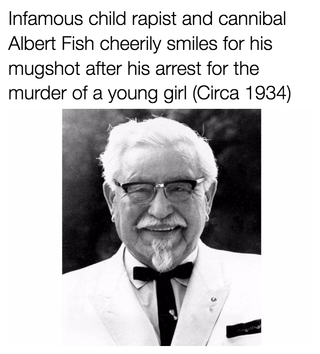 Infamous child rapist and cannibal
Albert Fish cheerily smiles for his
mugshot after his arrest for the
murder of a young girl (Circa 1934)